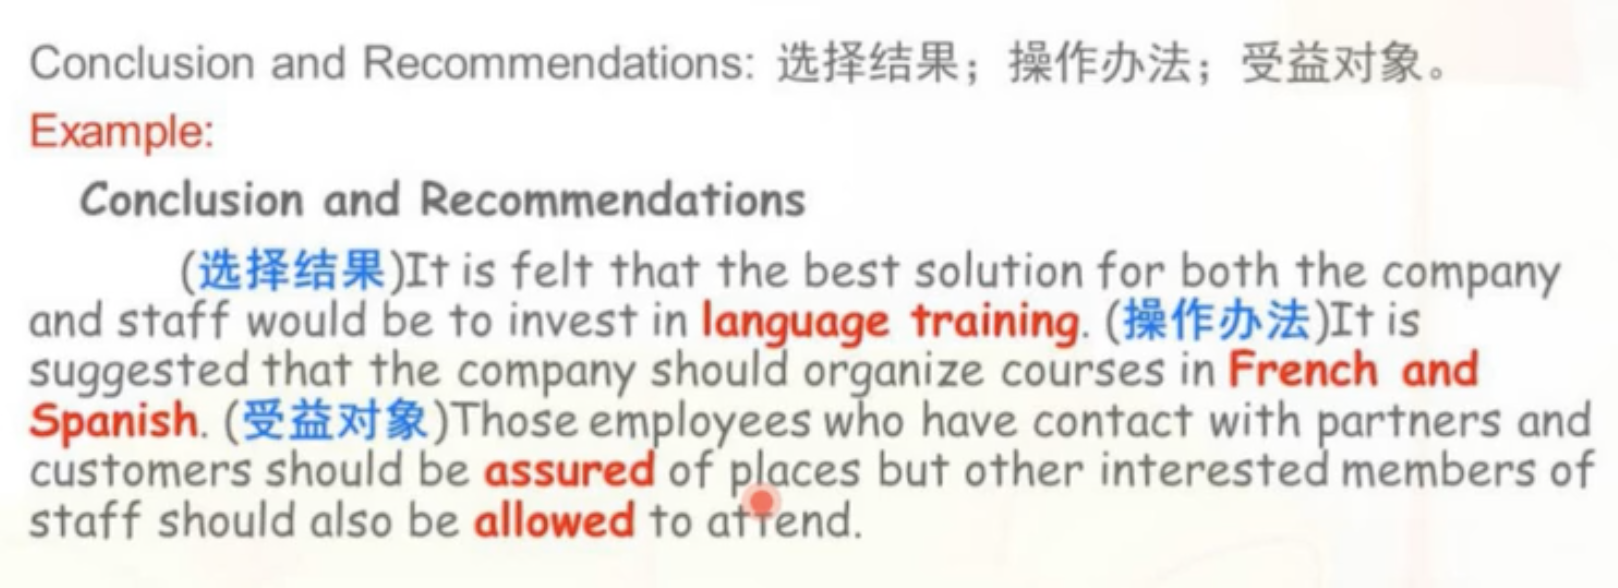 Conclusion and Recommendations: 选择结果；操作办法；受益对象。
Example:
Conclusion and Recommendations
(选择结果)It is felt that the best solution for both the company
and staff would be to invest in language training. (操作办法)It is
suggested that the company should organize courses in French and
Spanish. (受益对象)Those employees who have contact with partners and
customers should be assured of places but other interested members of
staff should also be allowed to attend.